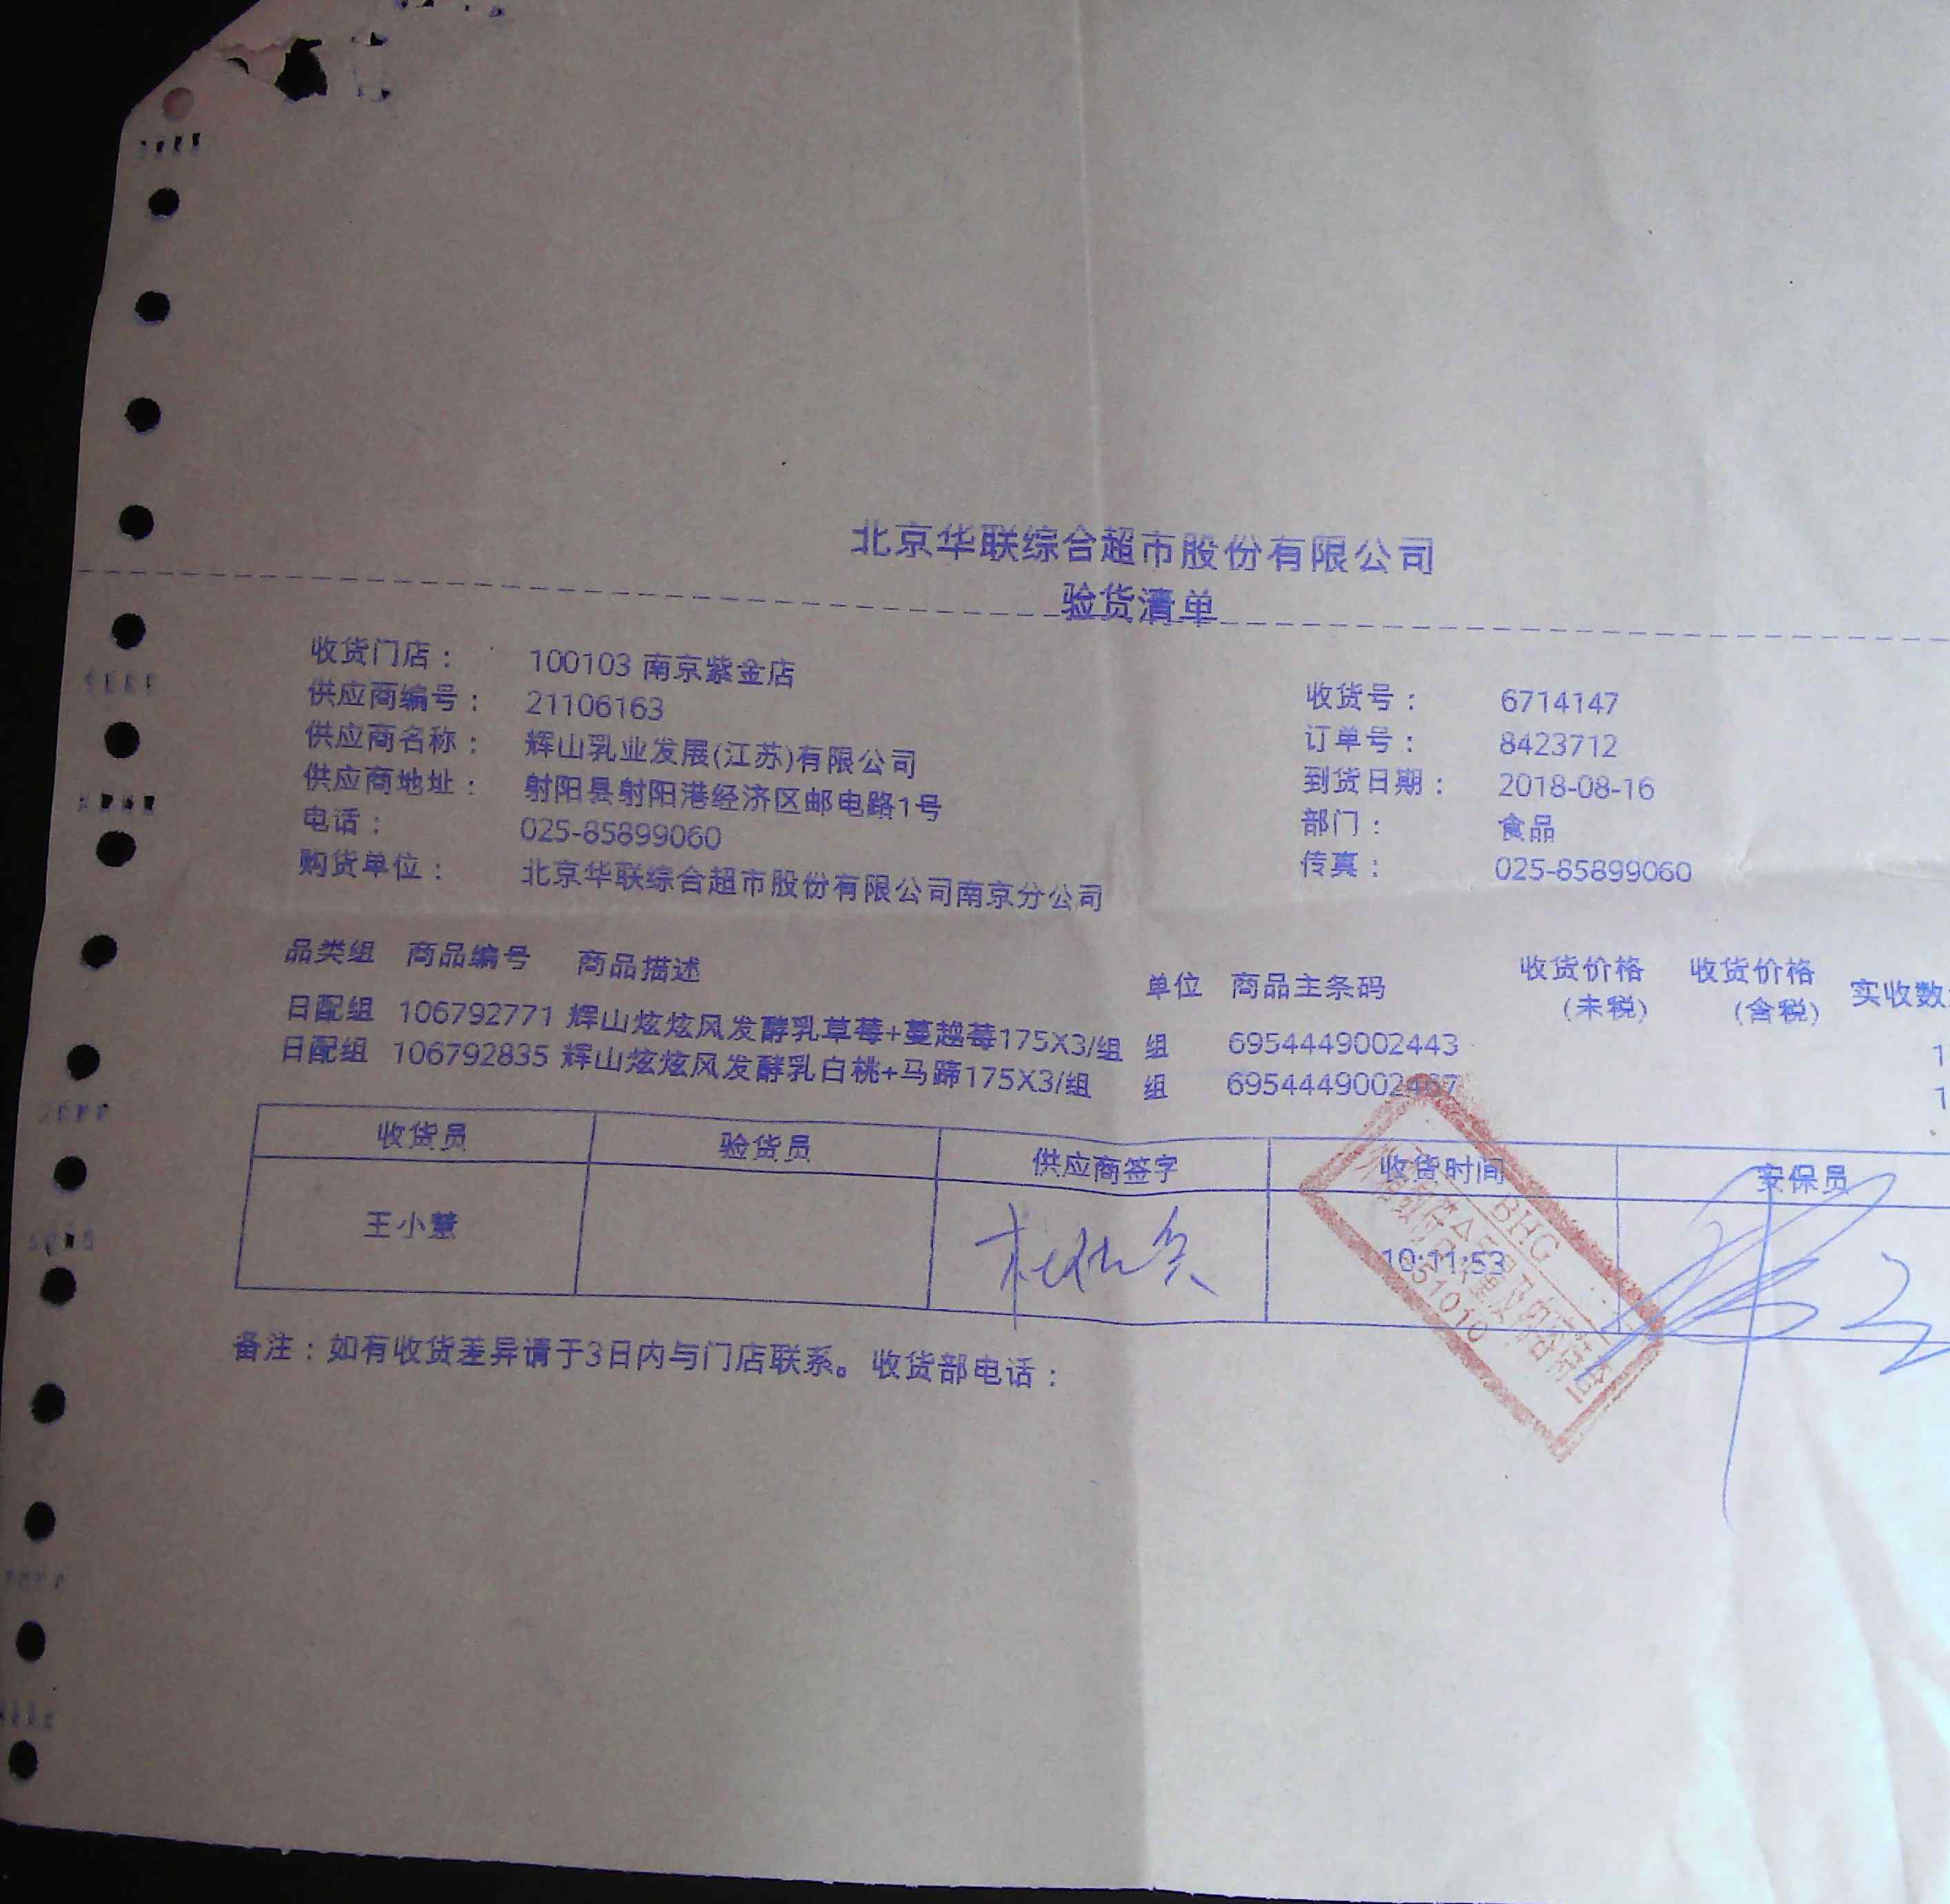 北京华联综合超市股份有限公司
验货清单
收货门店： 100103 南京紫金店
供应商编号： 21106163 收货号： 6714147
供应商名称： 辉山乳业发展(江苏)有限公司 订单号： 8423712
供应商地址： 射阳县射阳港经济区邮电路1号 到货日期： 2018-08-16
电话： 025-85899060 部门： 食品
购货单位： 北京华联综合超市股份有限公司南京分公司 传真： 025-85899060
品类组 商品编号 商品描述 单位 商品主条码 收货价格(未税) 收货价格(含税) 实收数
日配组 106792771 辉山炫炫风发酵乳草莓+蔓越莓175X3/组 组 6954449002443 1
日配组 106792835 辉山炫炫风发酵乳白桃+马蹄175X3/组 组 6954449002467 1
收货员 验货员 供应商签字 收货时间 安保员
王小慧 10:11:53
BHG
备注：如有收货差异请于3日内与门店联系。收货部电话：